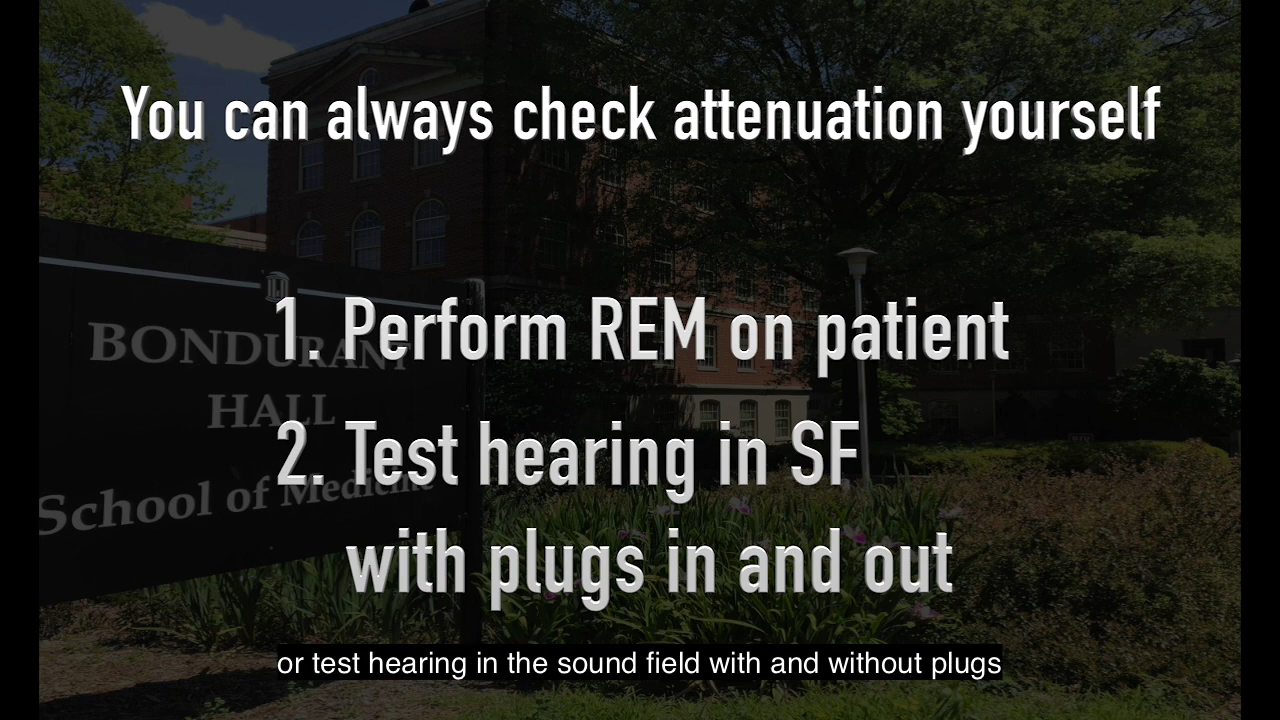 You can always check attenuation yourself
1. Perform REM on patient
BONDURANT
HALL
2. Test hearing in SF
School of Medicine
with plugs in and out
or test hearing in the sound field with and without plugs